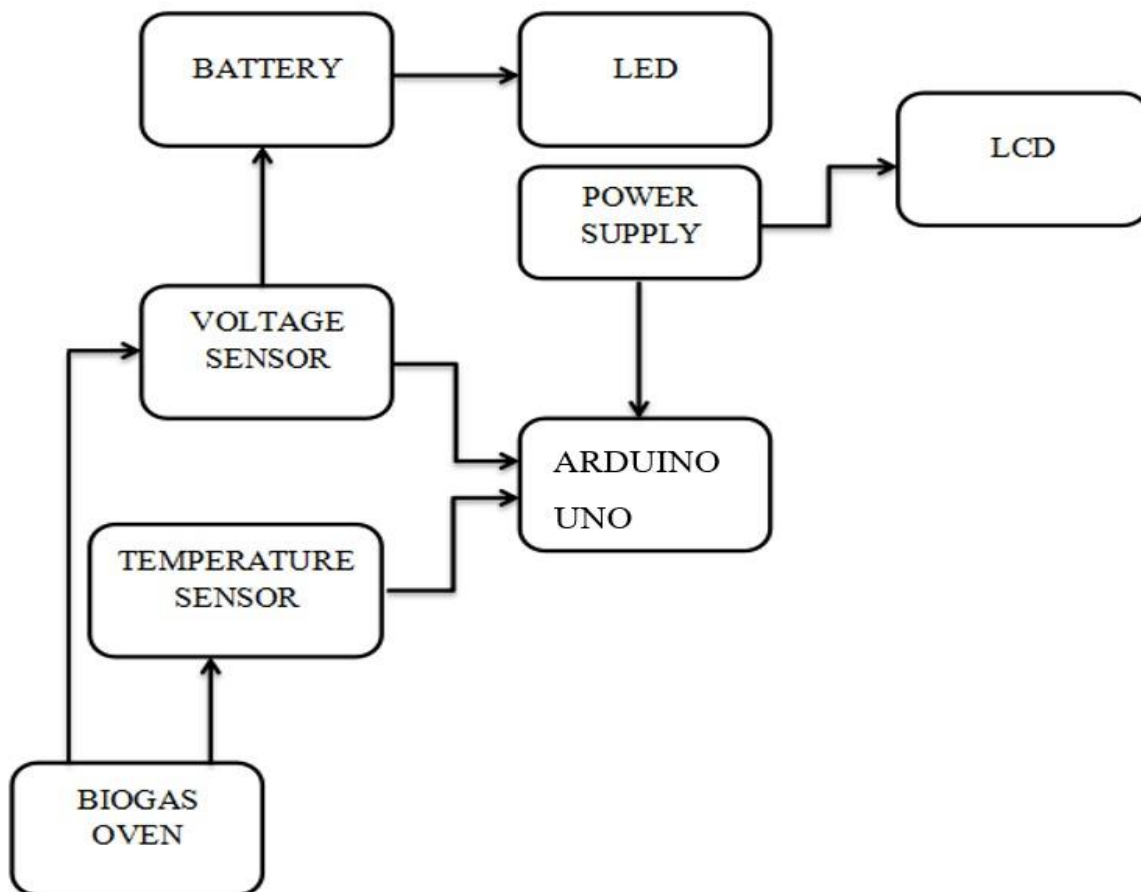 BATTERY
LED
LCD
POWER
SUPPLY
VOLTAGE
SENSOR
ARDUINO
UNO
TEMPERATURE
SENSOR
BIOGAS
OVEN